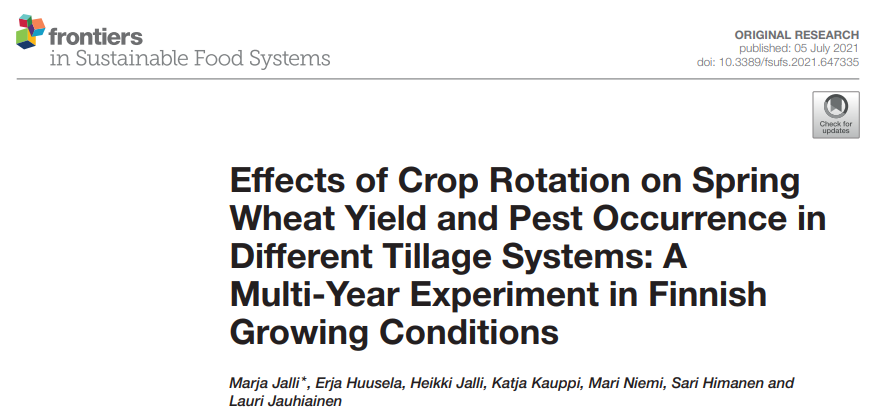 frontiers
in Sustainable Food Systems
ORIGINAL RESEARCH
published: 05 July 2021
doi: 10.3389/fsufs.2021.647335
Check for
updates
Effects of Crop Rotation on Spring
Wheat Yield and Pest Occurrence in
Different Tillage Systems: A
Multi-Year Experiment in Finnish
Growing Conditions
Marja Jalli*, Erja Huusela, Heikki Jalli, Katja Kauppi, Mari Niemi, Sari Himanen and
Lauri Jauhiainen